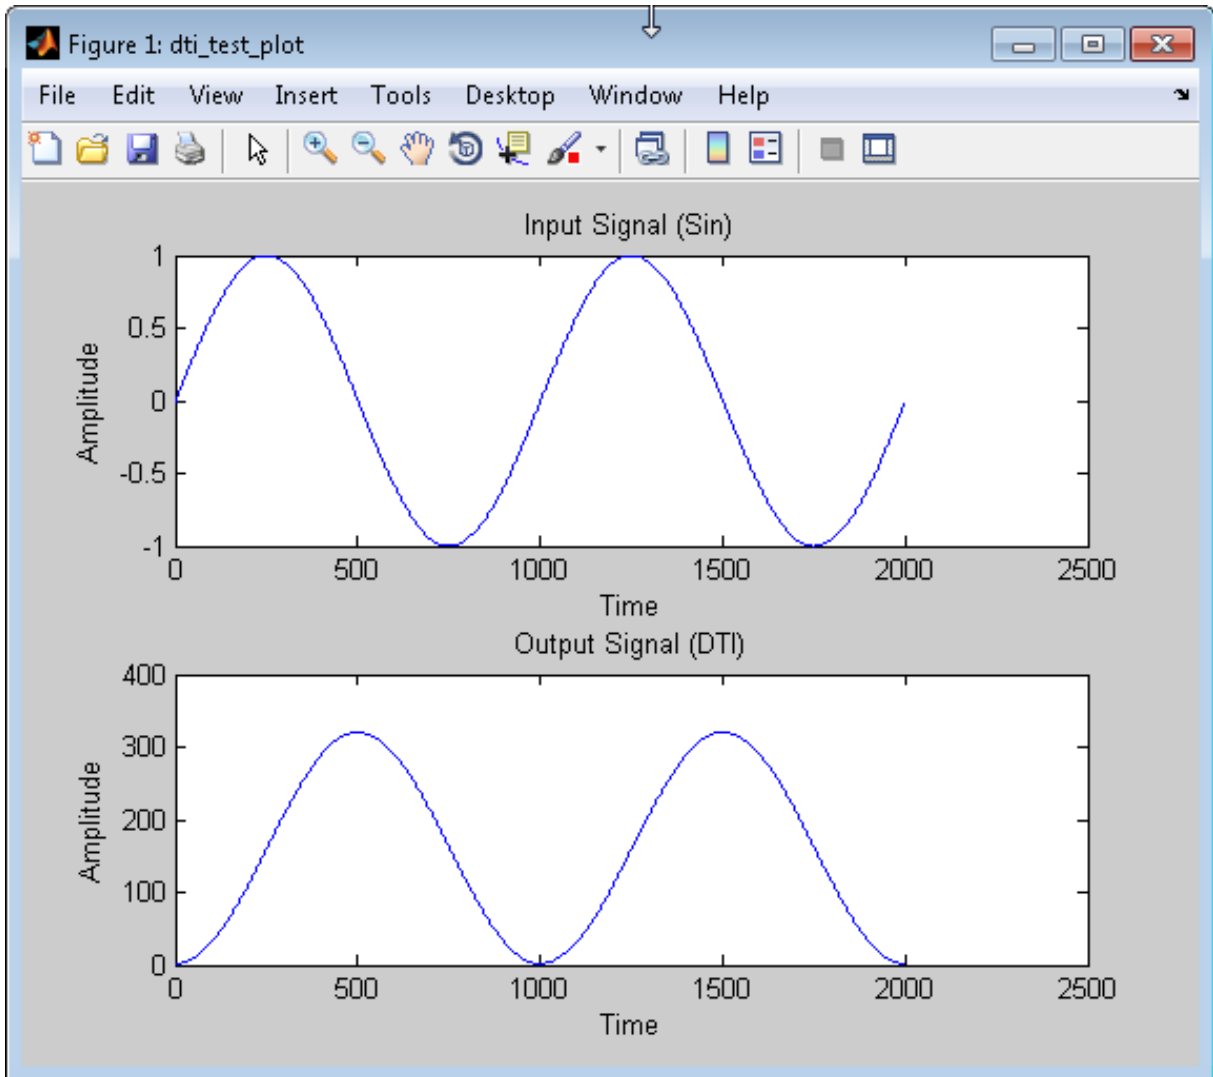 Figure 1: dti_test_plot
File Edit View Insert Tools Desktop Window Help
Input Signal (Sin)
1
0.5
0
-0.5
-1
Amplitude
0 500 1000 1500 2000 2500
Time
Output Signal (DTI)
400
300
200
100
0
Amplitude
0 500 1000 1500 2000 2500
Time